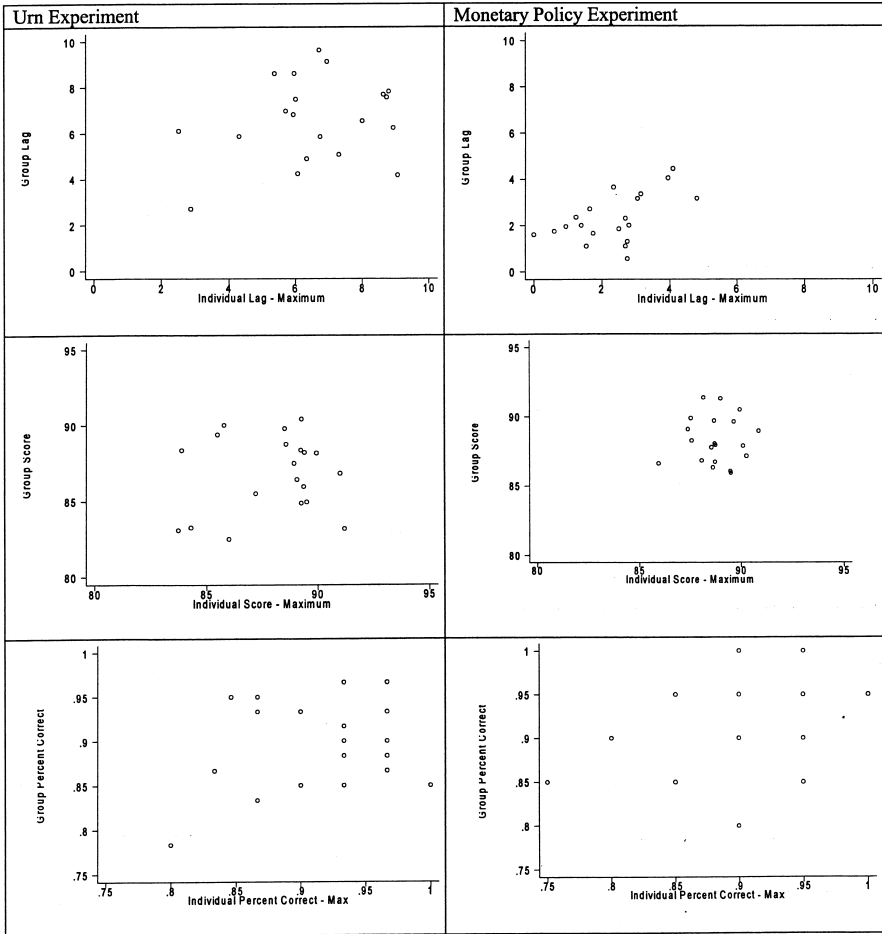 Urn Experiment
Monetary Policy Experiment
10
8
6
4
2
0
Group Lag
0 2 4 6 8 10
Individual Lag - Maximum
10
8
6
4
2
0
Group Lag
0 2 4 6 8 10
Individual Lag - Maximum
95
90
85
80
Group Score
80 85 90 95
Individual Score - Maximum
95
90
85
80
Group Score
80 90 95
Individual Score - Maximum
1
.95
.9
.85
.8
.75
Group Percent Correct
.75 .8 .85 .9 .95 1
Individual Percent Correct - Max
1
.95
.9
.85
.8
.75
Group Percent Correct
.75 .8 .85 .9 .95 1
Individual Percent Correct - Max